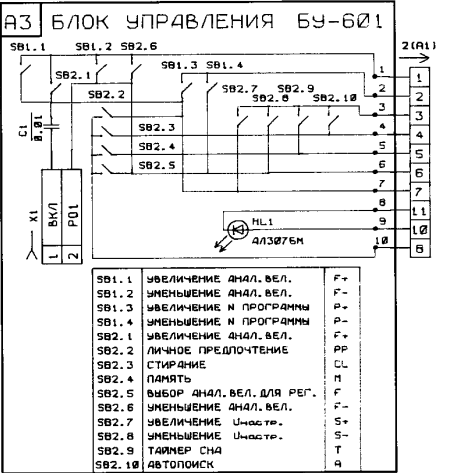 А3 БЛОК УПРАВЛЕНИЯ БУ-601
SB1.1 SB1.2 SB2.6
2(А1)
SB1.3 SB1.4
SB2.1
SB2.2
SB2.7 SB2.9
SB2.8 SB2.10
SB2.3
SB2.4
SB2.5
C1
0.01
1 1
2 2
3 3
4 4
5 5
6 6
7 7
8 11
9 10
10 8
HL1
АЛ307БМ
X1
1 ВКЛ
2 P01
SB1.1 УВЕЛИЧЕНИЕ АНАЛ.ВЕЛ. F+
SB1.2 УМЕНЬШЕНИЕ АНАЛ.ВЕЛ. F-
SB1.3 УВЕЛИЧЕНИЕ N ПРОГРАММЫ P+
SB1.4 УМЕНЬШЕНИЕ N ПРОГРАММЫ P-
SB2.1 УВЕЛИЧЕНИЕ АНАЛ.ВЕЛ. F+
SB2.2 ЛИЧНОЕ ПРЕДПОЧТЕНИЕ PP
SB2.3 СТИРАНИЕ CL
SB2.4 ПАМЯТЬ M
SB2.5 ВЫБОР АНАЛ.ВЕЛ.ДЛЯ РЕГ. F
SB2.6 УМЕНЬШЕНИЕ АНАЛ.ВЕЛ. F-
SB2.7 УВЕЛИЧЕНИЕ Uнастр. S+
SB2.8 УМЕНЬШЕНИЕ Uнастр. S-
SB2.9 ТАЙМЕР СНА T
SB2.10 АВТОПОИСК A